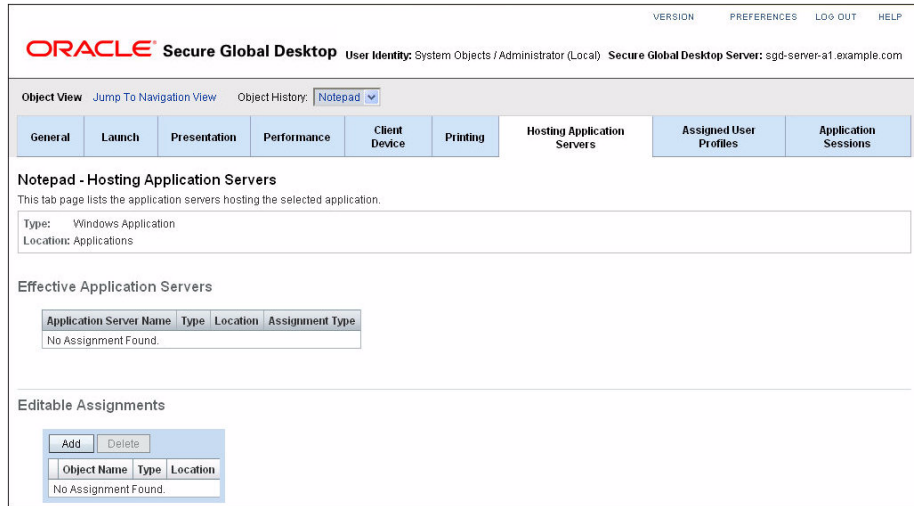 VERSION PREFERENCES LOG OUT HELP
ORACLE Secure Global Desktop User Identity: System Objects / Administrator (Local) Secure Global Desktop Server: sgd-server-a1.example.com
Object View Jump To Navigation View Object History: Notepad
General Launch Presentation Performance Client Device Printing Hosting Application Servers Assigned User Profiles Application Sessions
Notepad - Hosting Application Servers
This tab page lists the application servers hosting the selected application.
Type: Windows Application
Location: Applications
Effective Application Servers
Application Server Name Type Location Assignment Type
No Assignment Found.
Editable Assignments
Add Delete
Object Name Type Location
No Assignment Found.